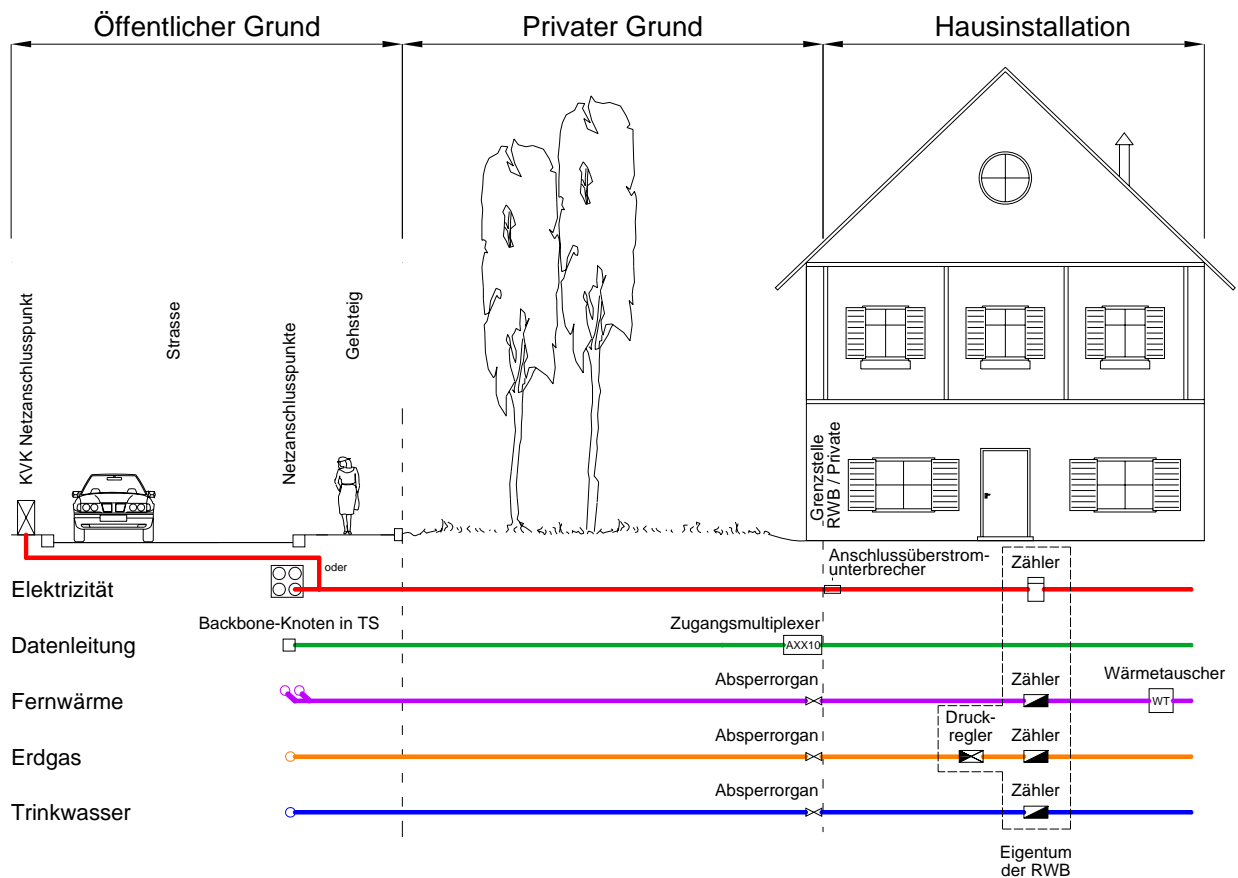 Öffentlicher Grund
Privater Grund
Hausinstallation
KVK Netzanschlusspunkt
Strasse
Netzanschlusspunkte
Gehsteig
Grenzstelle
RWB / Private
oder
Anschlussüberstrom-
unterbrecher
Zähler
Elektrizität
Backbone-Knoten in TS
Zugangsmultiplexer
Datenleitung
AXX10
Absperrorgan
Zähler
Wärmetauscher
Fernwärme
WT
Druck-
regler
Absperrorgan
Zähler
Erdgas
Absperrorgan
Zähler
Trinkwasser
Eigentum
der RWB